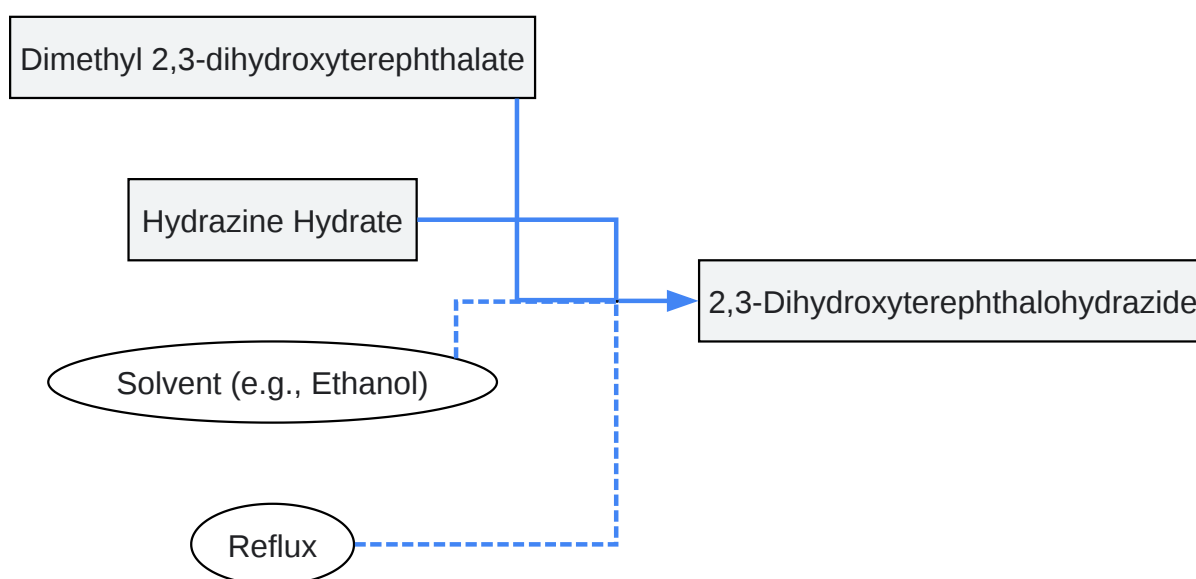 Dimethyl 2,3-dihydroxyterephthalate
Hydrazine Hydrate
2,3-Dihydroxyterephthalohydrazide
Solvent (e.g., Ethanol)
Reflux